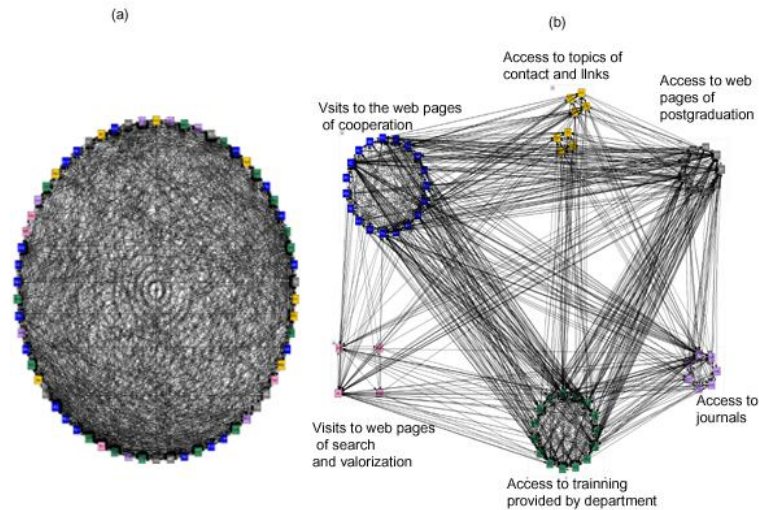 (a)
(b)
Access to topics of
contact and lInks
Access to web
pages of
postgraduation
Vsits to the web pages
of cooperation
Access to
journals
Visits to web pages
of search
and valorization
Access to trainning
provided by department